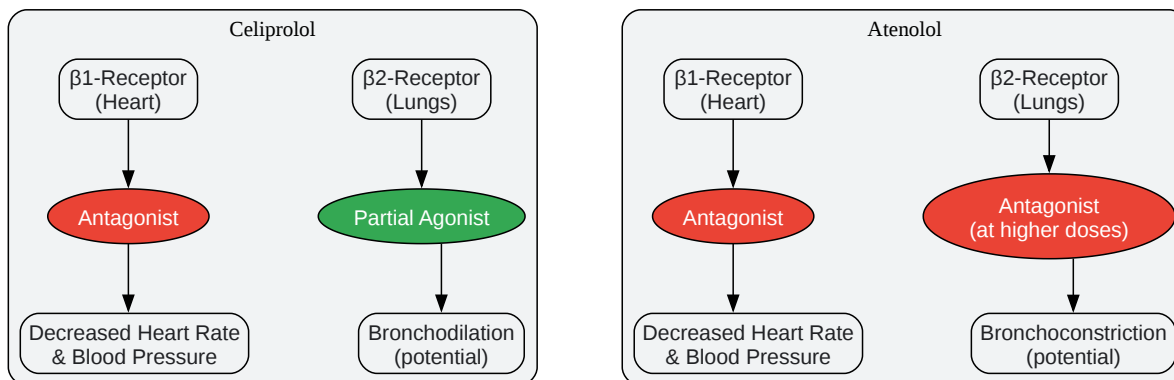 Celiprolol
β1-Receptor
(Heart)
β2-Receptor
(Lungs)
Antagonist
Partial Agonist
Decreased Heart Rate
& Blood Pressure
Bronchodilation
(potential)
Atenolol
β1-Receptor
(Heart)
β2-Receptor
(Lungs)
Antagonist
Antagonist
(at higher doses)
Decreased Heart Rate
& Blood Pressure
Bronchoconstriction
(potential)